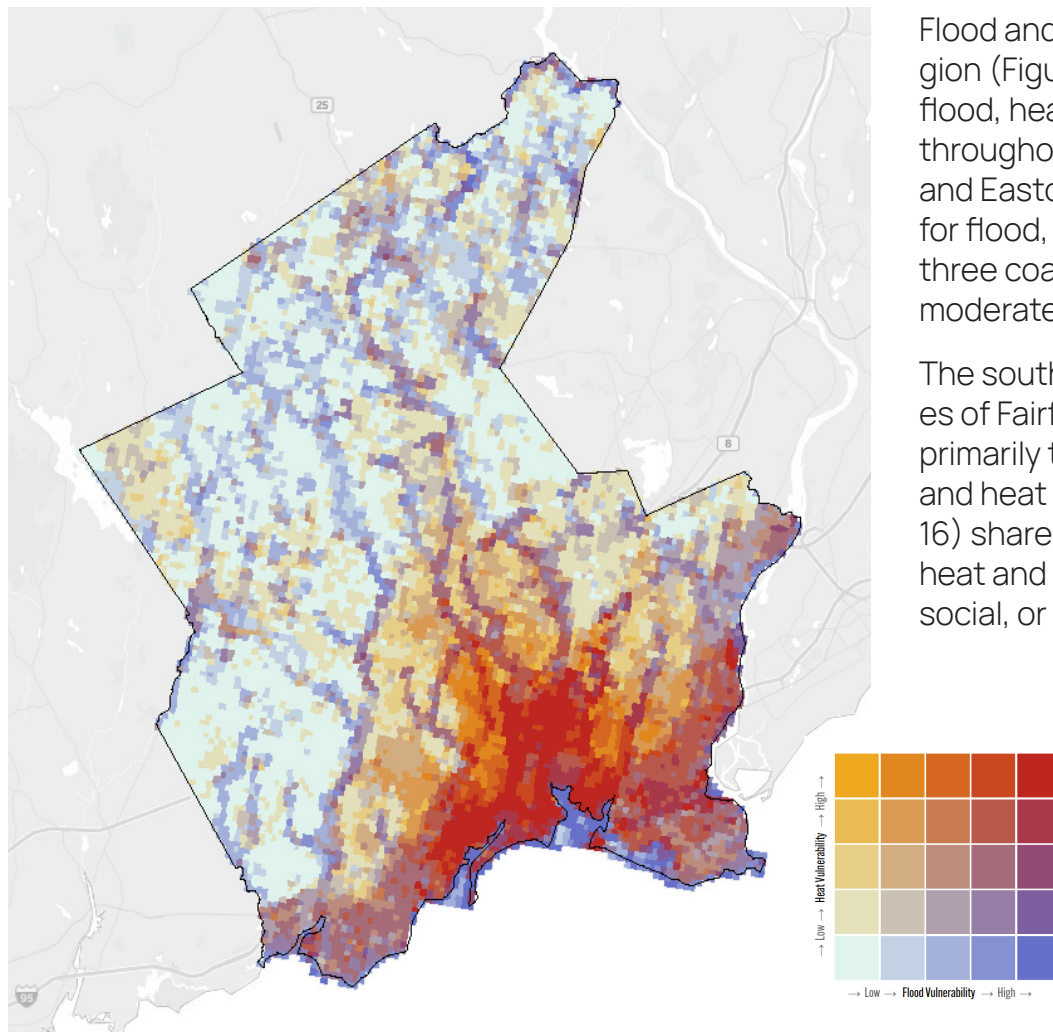 Flood and
gion (Figu
flood, hea
througho
and Easto
for flood,
three coa
moderate
The south
es of Fairf
primarily t
and heat
16) share
heat and
social, or
25
8
95
→ Low → Heat Vulnerability → High →
→ Low → Flood Vulnerability → High →